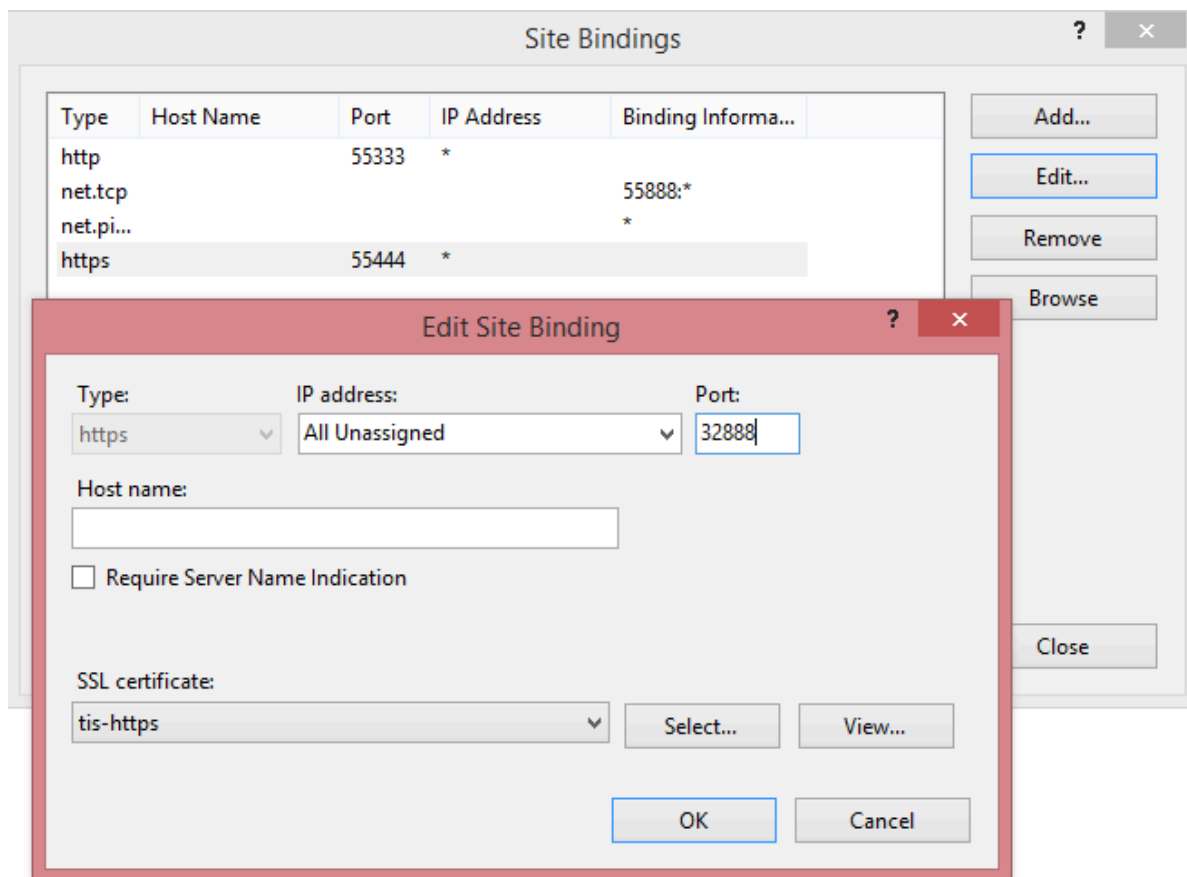 Site Bindings ?
Type Host Name Port IP Address Binding Informa... Add...
http 55333 *
Edit...
net.tcp 55888:*
net.pi... *
Remove
https 55444 *
Browse
Edit Site Binding ?
Type: IP address: Port:
https All Unassigned 32888
Host name:
Require Server Name Indication
Close
SSL certificate:
tis-https Select... View...
OK Cancel